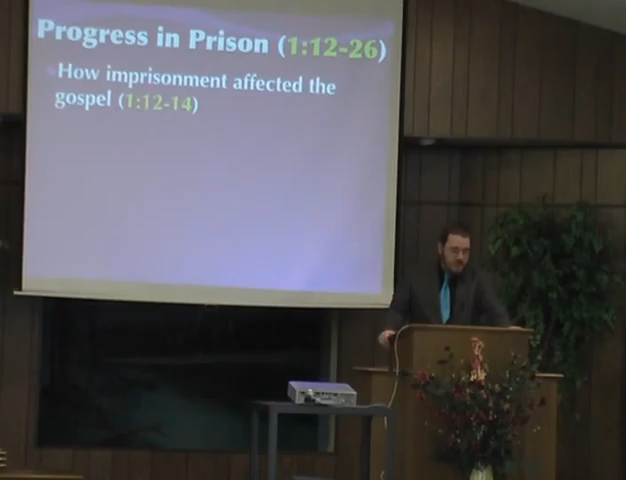 Progress in Prison (1:12-26)
How imprisonment affected the
gospel (1:12-14)